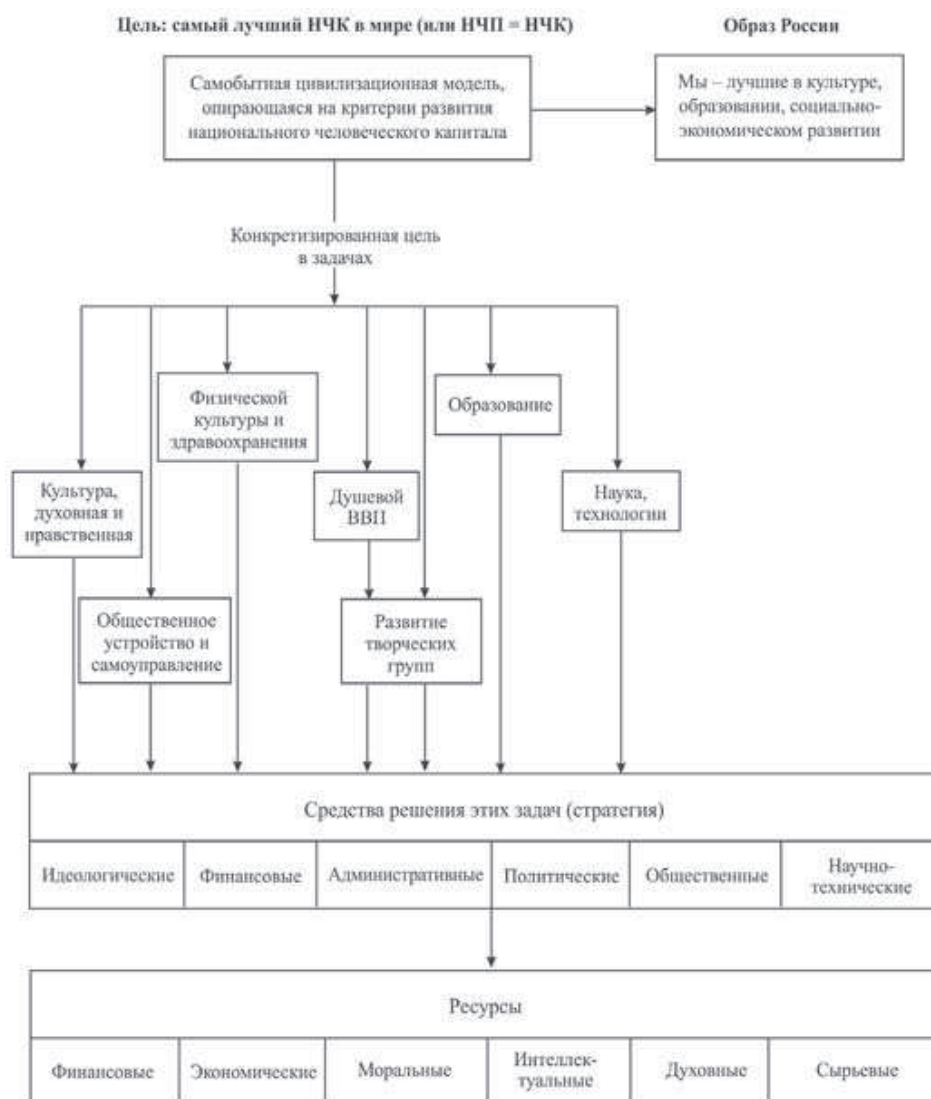 Цель: самый лучший НЧК в мире (или НЧП = НЧК)
Образ России
Самобытная цивилизационная модель,
опирающаяся на критерии развития
национального человеческого капитала
Мы – лучшие в культуре,
образовании, социально-
экономическом развитии
Конкретизированная цель
в задачах
Физической
культуры и
здравоохранения
Образование
Культура,
духовная и
нравственная
Душевой
ВВП
Наука,
технологии
Общественное
устройство и
самоуправление
Развитие
творческих
групп
Средства решения этих задач (стратегия)
Идеологические
Финансовые
Административные
Политические
Общественные
Научно-
технические
Ресурсы
Финансовые
Экономические
Моральные
Интеллек-
туальные
Духовные
Сырьевые